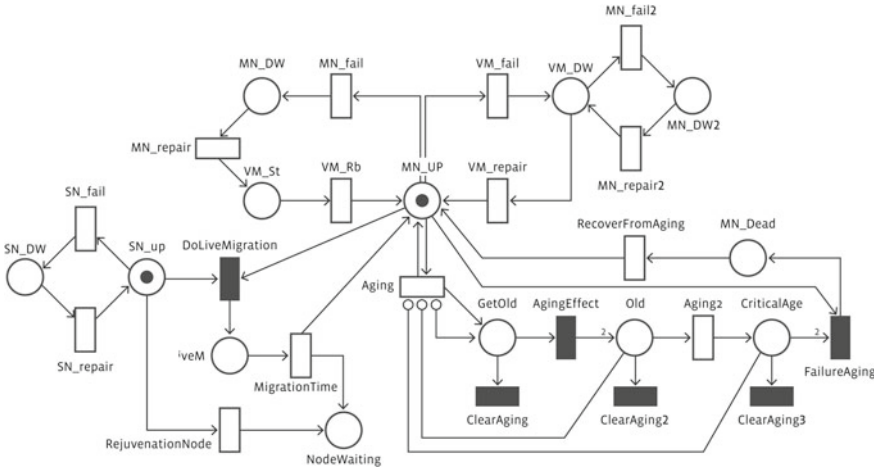 MN_fail2
MN_DW MN_fail VM_fail VM_DW
MN_DW2
MN_repair
VM_St VM_Rb MN_UP VM_repair MN_repair2
SN_fail
RecoverFromAging MN_Dead
SN_DW SN_up DoLiveMigration
Aging GetOld AgingEffect Old Aging2 CriticalAge
2 2
SN_repair iveM MigrationTime FailureAging
ClearAging ClearAging2 ClearAging3
RejuvenationNode NodeWaiting